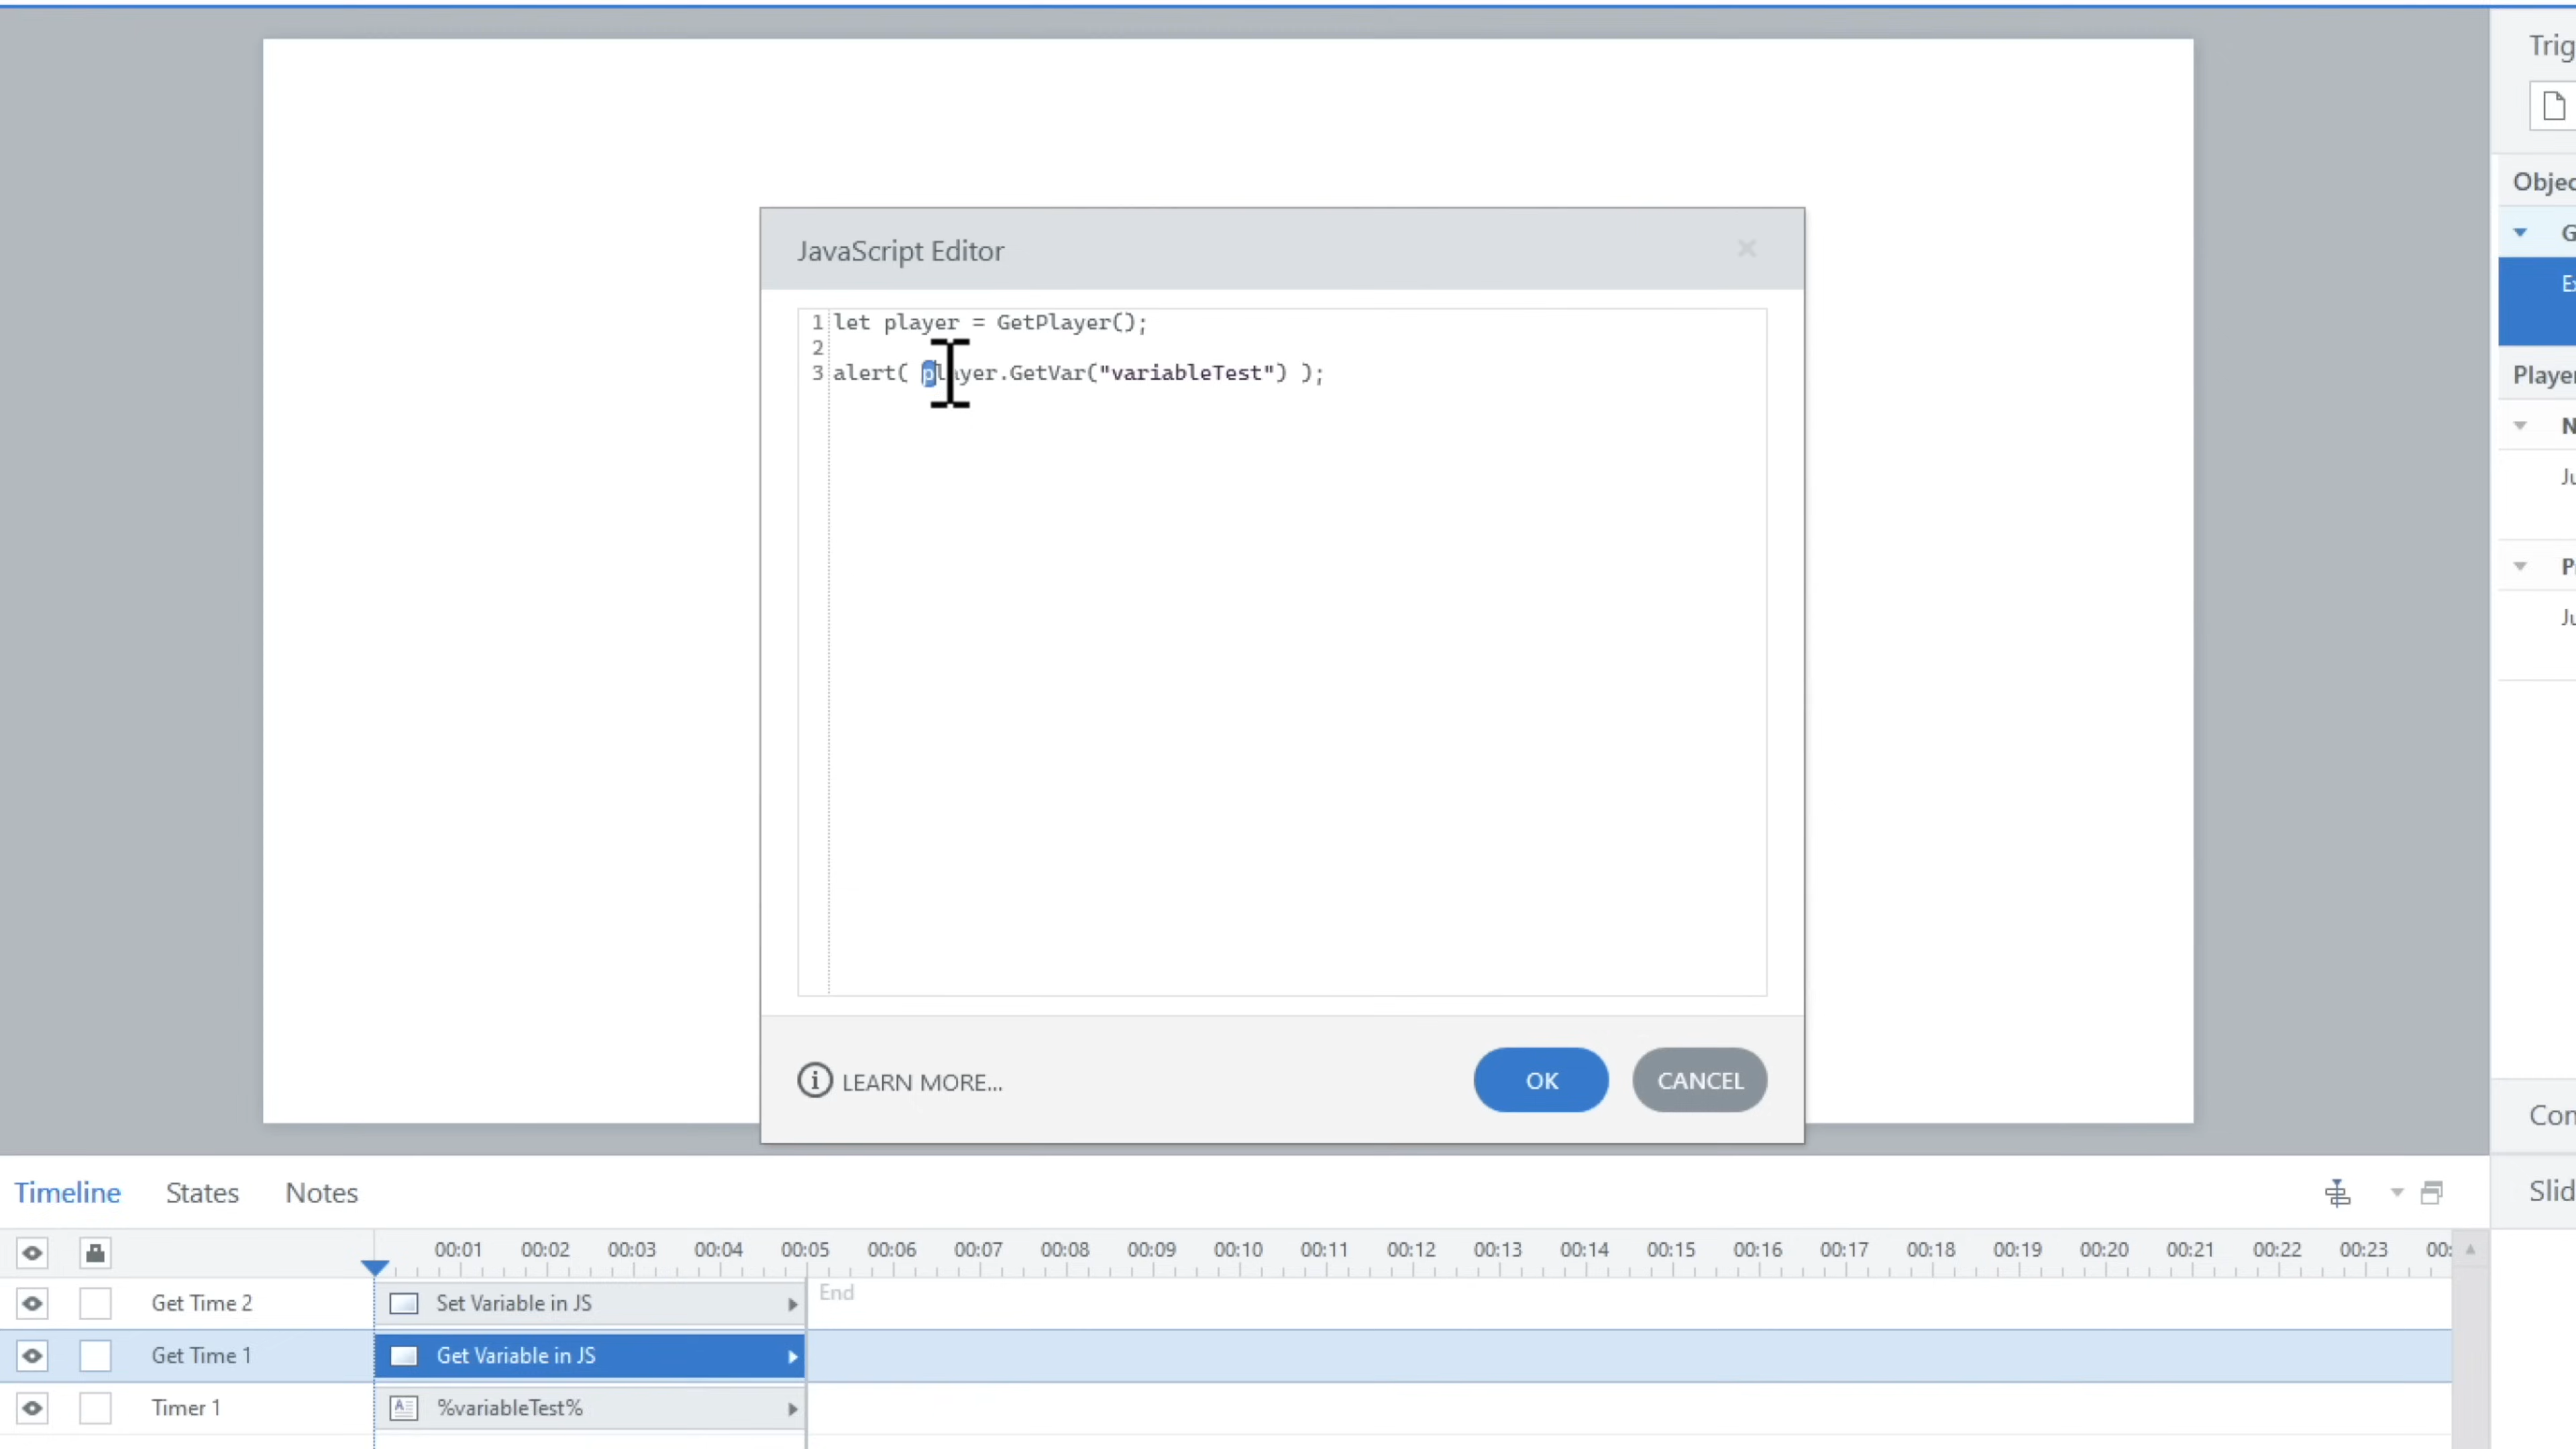 Trig
Objec
G
Ex
Player
N
Ju
P
Ju
JavaScript Editor
1 let player = GetPlayer();
2
3 alert( player.GetVar("variableTest") );
LEARN MORE...
OK
CANCEL
Con
Slid
Timeline
States
Notes
00:01 00:02 00:03 00:04 00:05 00:06 00:07 00:08 00:09 00:10 00:11 00:12 00:13 00:14 00:15 00:16 00:17 00:18 00:19 00:20 00:21 00:22 00:23 00:
End
Get Time 2 Set Variable in JS
Get Time 1 Get Variable in JS
Timer 1 %variableTest%